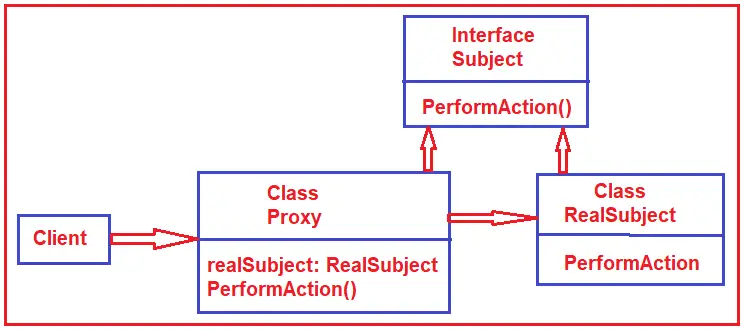 Interface
Subject
PerformAction()
Class
Proxy
realSubject: RealSubject
PerformAction()
Class
RealSubject
PerformAction
Client